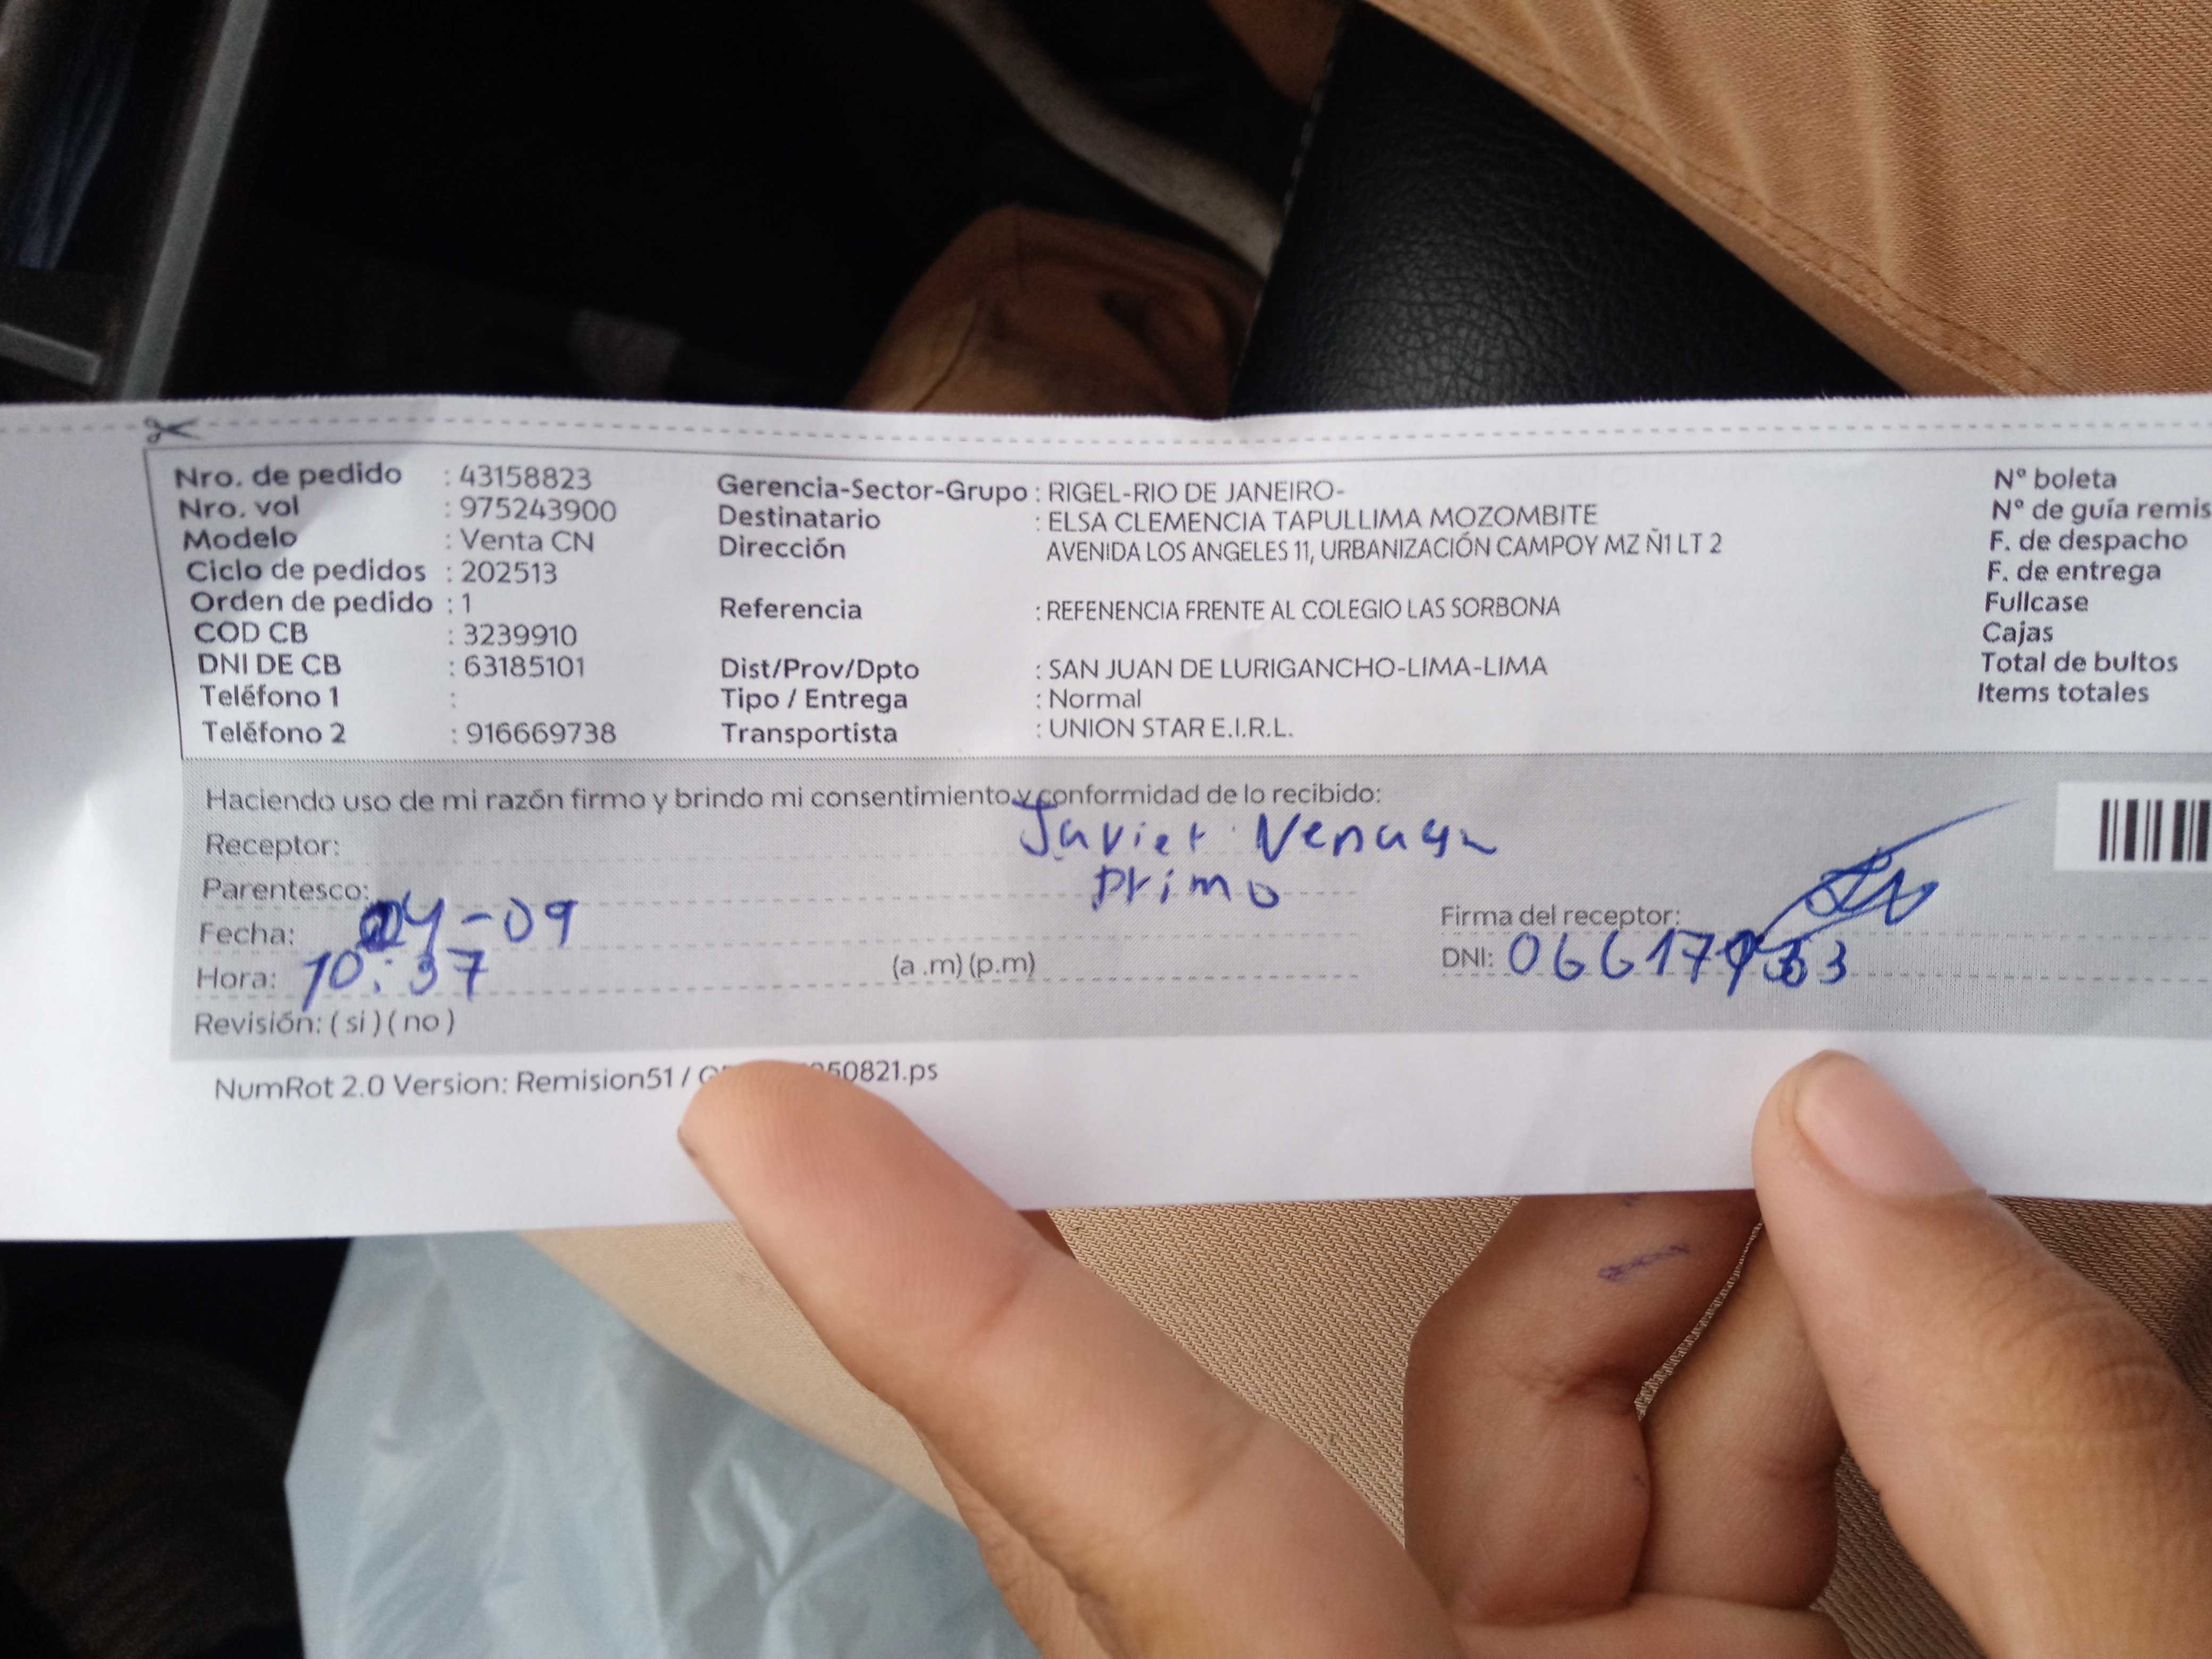 Nro. de pedido : 43158823
Nro. vol : 975243900
Modelo : Venta CN
Ciclo de pedidos : 202513
Orden de pedido : 1
COD CB : 3239910
DNI DE CB : 63185101
Teléfono 1 :
Teléfono 2 : 916669738
Gerencia-Sector-Grupo : RIGEL-RIO DE JANEIRO-
Destinatario : ELSA CLEMENCIA TAPULLIMA MOZOMBITE
Dirección AVENIDA LOS ANGELES 11, URBANIZACIÓN CAMPOY MZ Ñ1 LT 2
Referencia : REFENENCIA FRENTE AL COLEGIO LAS SORBONA
Dist/Prov/Dpto : SAN JUAN DE LURIGANCHO-LIMA-LIMA
Tipo / Entrega : Normal
Transportista : UNION STAR E.I.R.L.
N° boleta
N° de guía remis
F. de despacho
F. de entrega
Fullcase
Cajas
Total de bultos
Items totales
Haciendo uso de mi razón firmo y brindo mi consentimiento y conformidad de lo recibido:
Receptor: Javier
Parentesco: primo
Fecha: 04-09
Hora: 10:37 (a .m) (p.m)
Revisión: ( si ) ( no )
Firma del receptor:
DNI:
NumRot 2.0 Version: Remision51 / 50821.ps